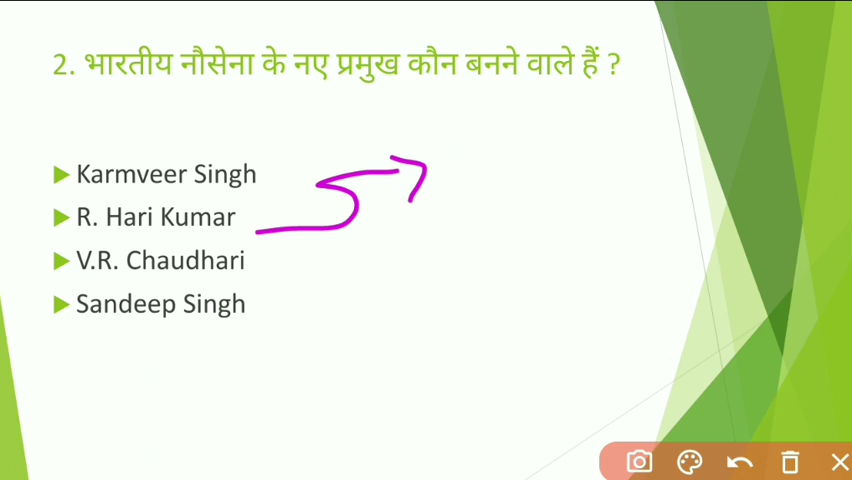 2. भारतीय नौसेना के नए प्रमुख कौन बनने वाले हैं ?
Karmveer Singh
R. Hari Kumar
V.R. Chaudhari
Sandeep Singh